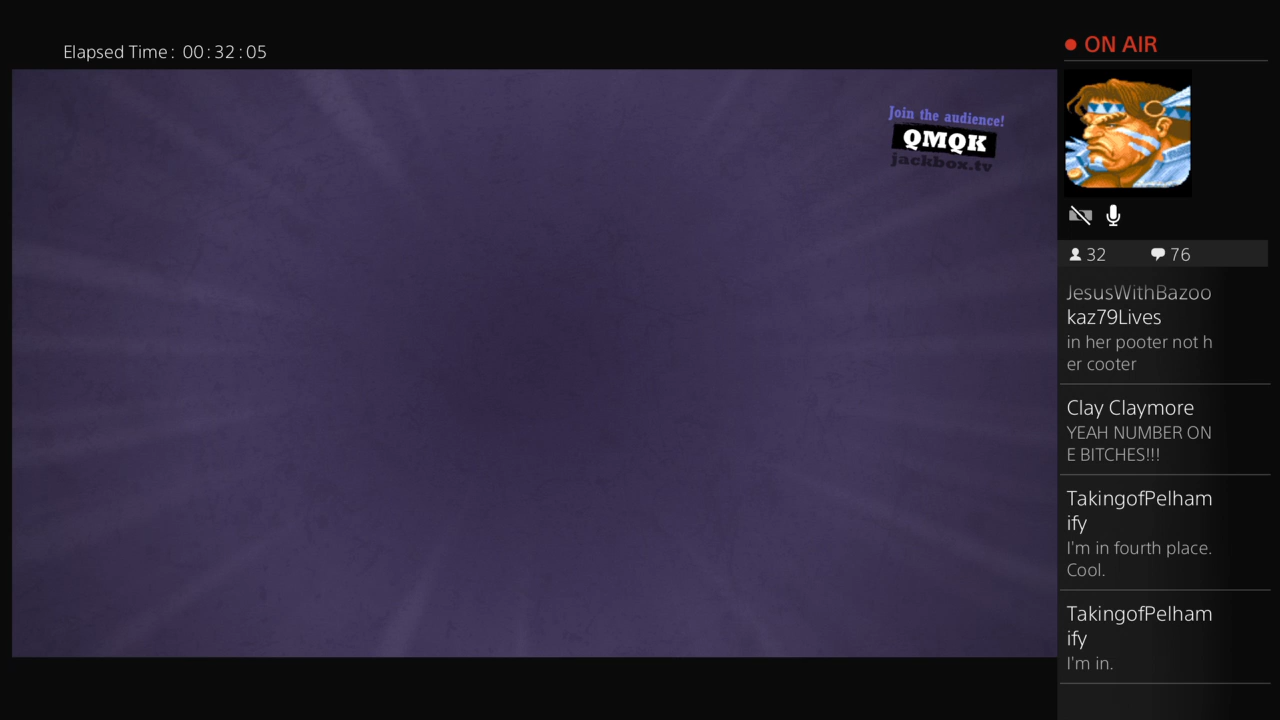 Elapsed Time: 00:32:05
ON AIR
Join the audience!
QMQK
jackbox.tv
32 76
JesusWithBazoo
kaz79Lives
in her pooter not h
er cooter
Clay Claymore
YEAH NUMBER ON
E BITCHES!!!
TakingofPelham
ify
I'm in fourth place.
Cool.
TakingofPelham
ify
I'm in.